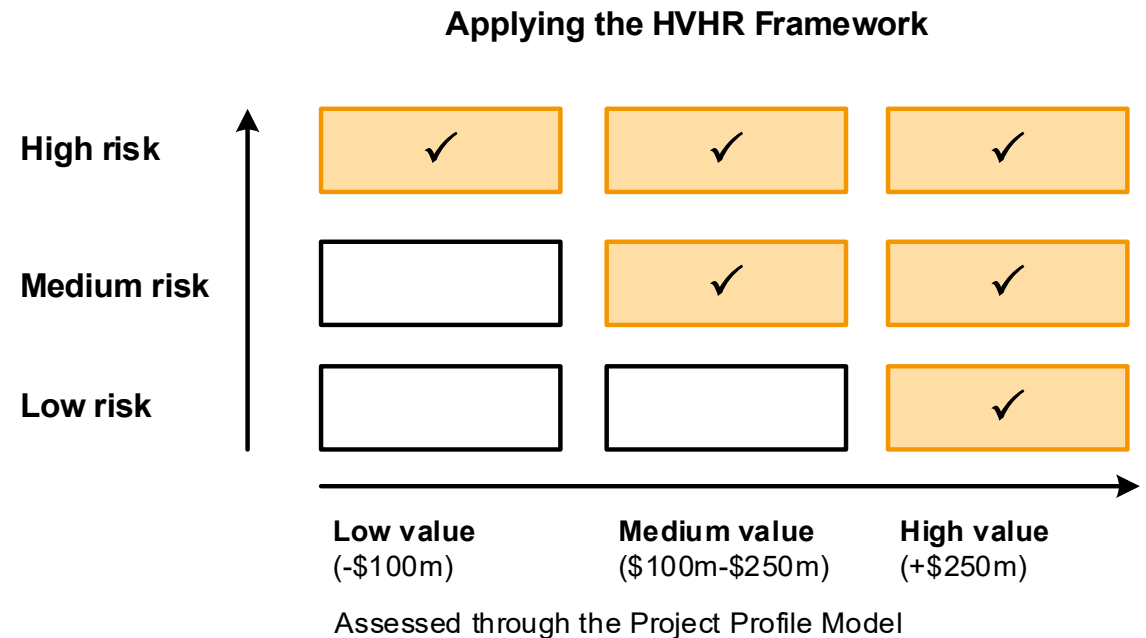 Applying the HVHR Framework
High risk
✓ ✓ ✓
Medium risk
✓ ✓
Low risk
✓
Low value Medium value High value
(-$100m) ($100m-$250m) (+$250m)
Assessed through the Project Profile Model